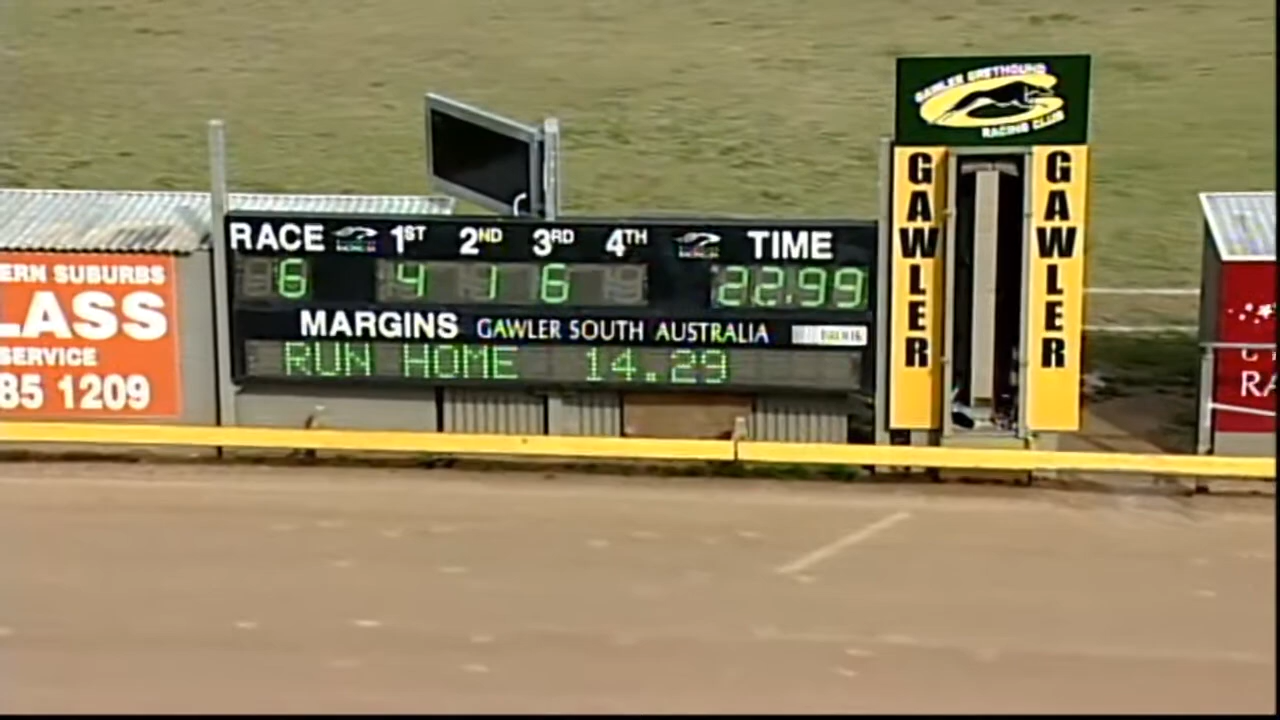 GAWLER GREYHOUND
RACING CLUB
GAWLER
GAWLER
RACE 1ST 2ND 3RD 4TH TIME
6 4 1 6 22.99
MARGINS GAWLER SOUTH AUSTRALIA
RUN HOME 14.29
ERN SUBURBS
LASS
SERVICE
85 1209
RA